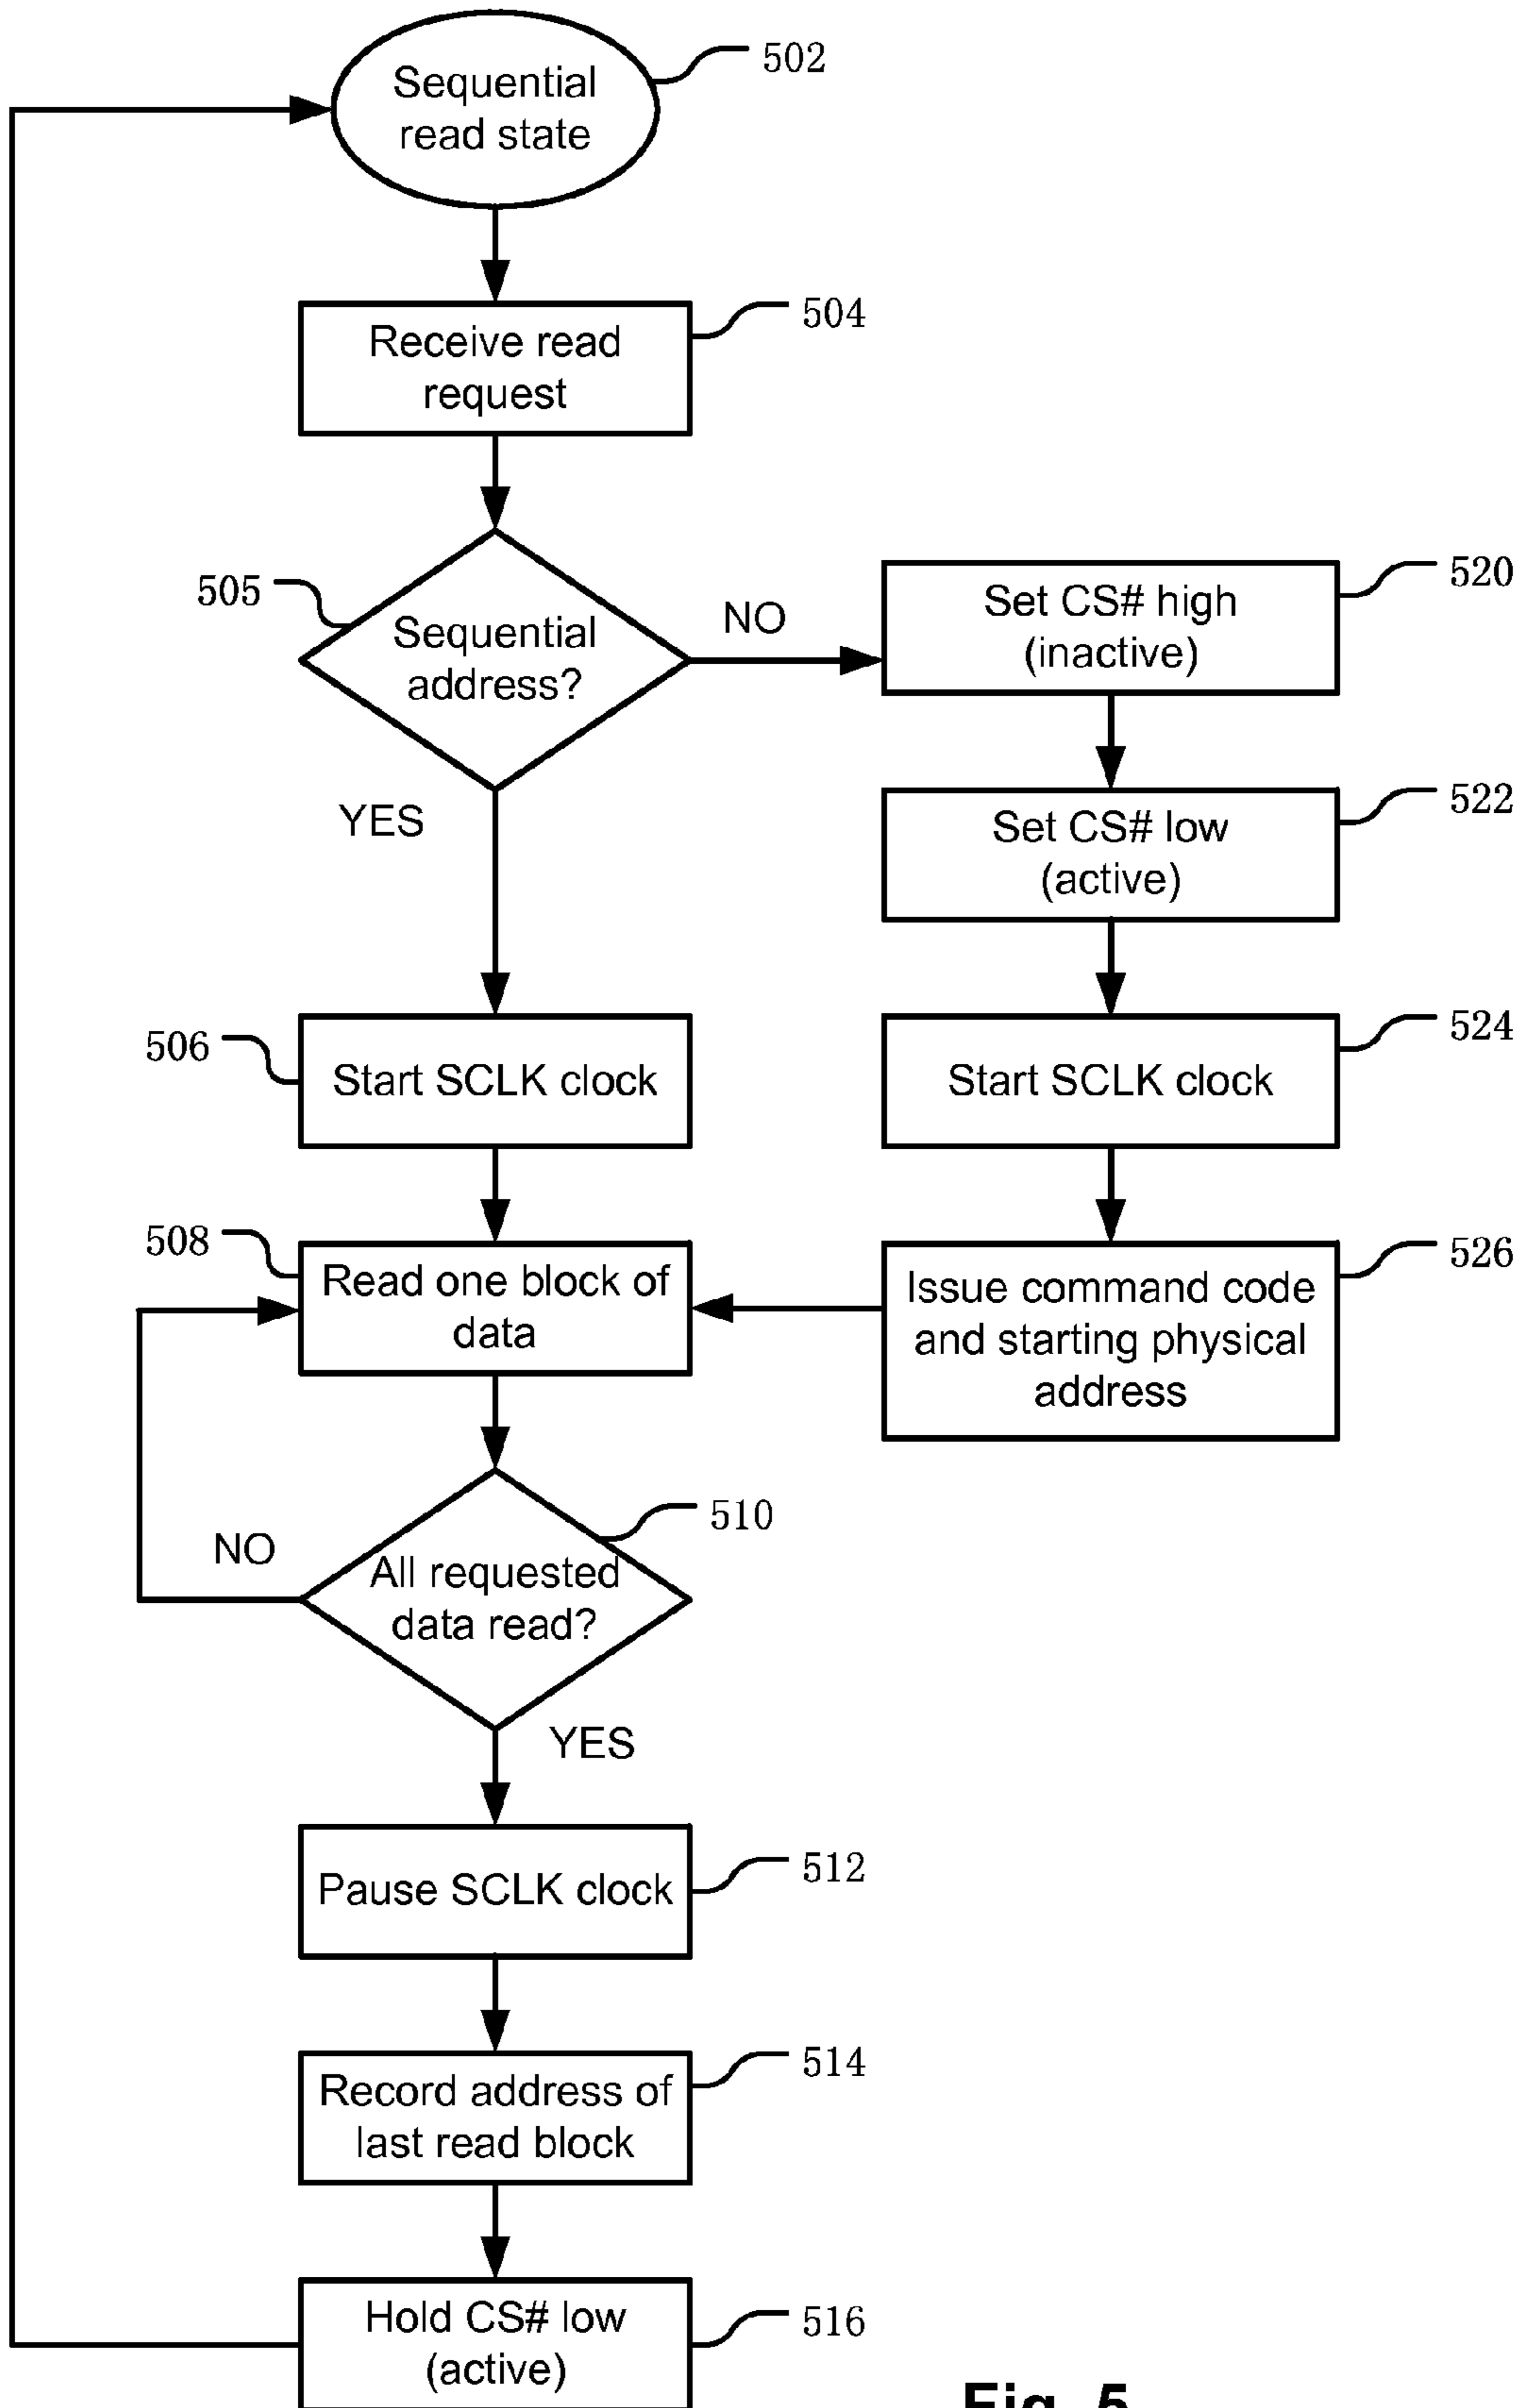 Sequential
read state
502
Receive read
request
504
505
Sequential
address?
NO
YES
Set CS# high
(inactive)
520
Set CS# low
(active)
522
506
Start SCLK clock
Start SCLK clock
524
508
Read one block of
data
Issue command code
and starting physical
address
526
510
NO
All requested
data read?
YES
Pause SCLK clock
512
Record address of
last read block
514
Hold CS# low
(active)
516
Fig. 5